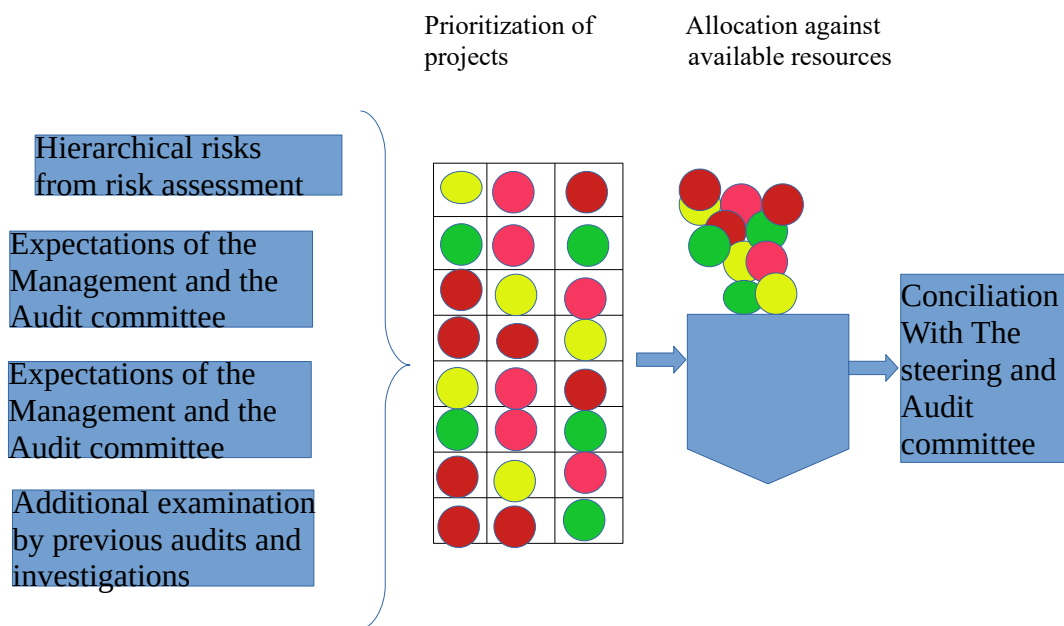 Prioritization of
projects
Allocation against
available resources
Hierarchical risks
from risk assessment
Expectations of the
Management and the
Audit committee
Expectations of the
Management and the
Audit committee
Additional examination
by previous audits and
investigations
Conciliation
With The
steering and
Audit
committee